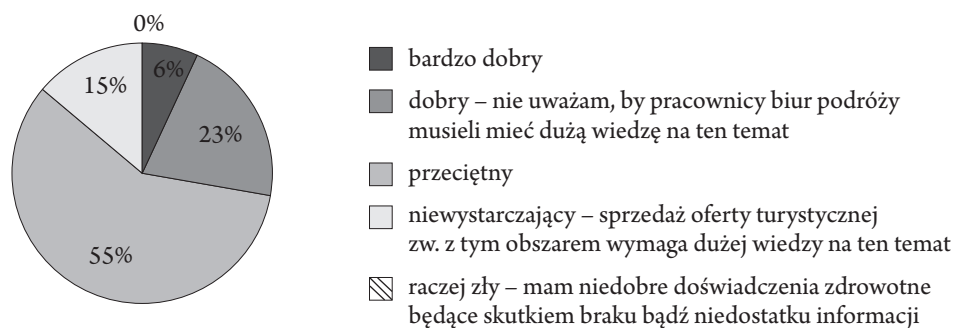 0%
6%
15%
23%
55%
bardzo dobry
dobry – nie uważam, by pracownicy biur podróży
musieli mieć dużą wiedzę na ten temat
przeciętny
niewystarczający – sprzedaż oferty turystycznej
zw. z tym obszarem wymaga dużej wiedzy na ten temat
raczej zły – mam niedobre doświadczenia zdrowotne
będące skutkiem braku bądź niedostatku informacji